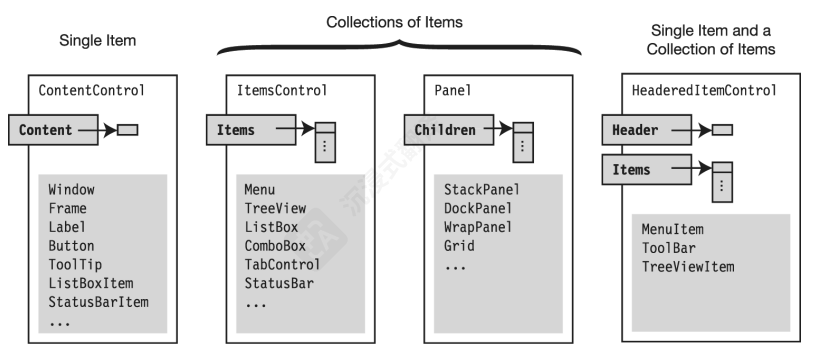 Single Item
Collections of Items
Single Item and a
Collection of Items
ContentControl
Content
Window
Frame
Label
Button
ToolTip
ListBoxItem
StatusBarItem
...
ItemsControl
Items
⋮
Menu
TreeView
ListBox
ComboBox
TabControl
StatusBar
...
Panel
Children
⋮
StackPanel
DockPanel
WrapPanel
Grid
...
HeaderedItemControl
Header
Items
⋮
MenuItem
ToolBar
TreeViewItem